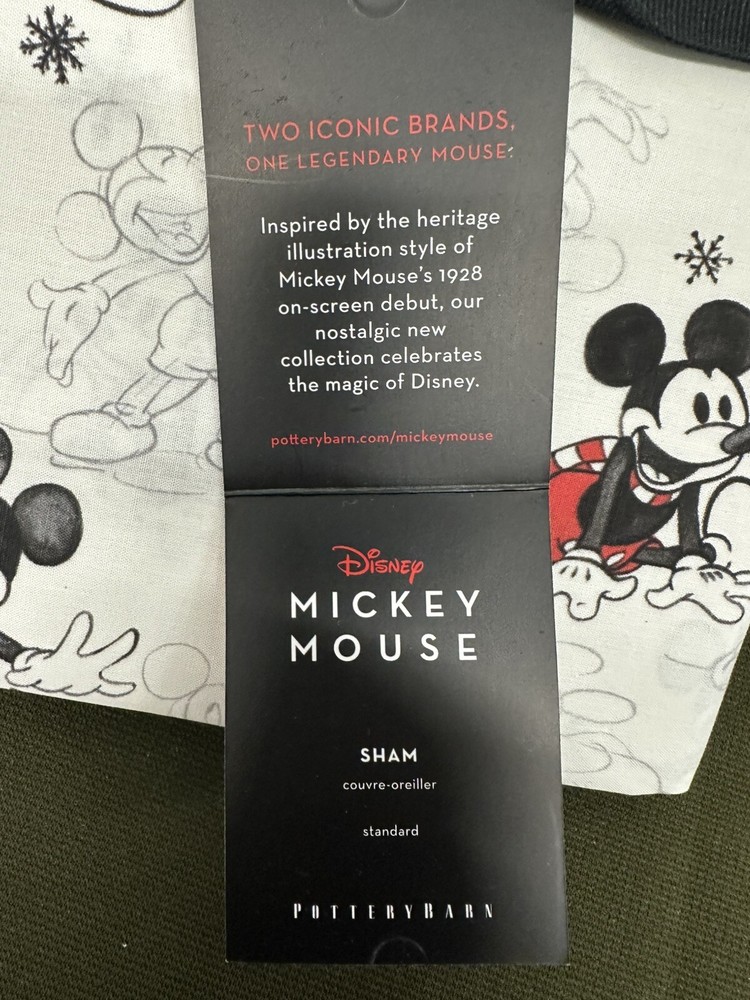 TWO ICONIC BRANDS,
ONE LEGENDARY MOUSE.
Inspired by the heritage
illustration style of
Mickey Mouse's 1928
on-screen debut, our
nostalgic new
collection celebrates
the magic of Disney.
potterybarn.com/mickeymouse
Disney
MICKEY
MOUSE
SHAM
couvre-oreiller
standard
POTTERY BARN